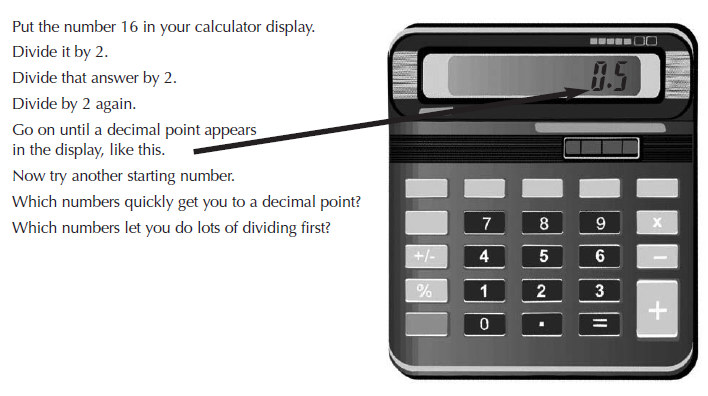 Put the number 16 in your calculator display.
Divide it by 2.
Divide that answer by 2.
Divide by 2 again.
Go on until a decimal point appears
in the display, like this.
Now try another starting number.
Which numbers quickly get you to a decimal point?
Which numbers let you do lots of dividing first?
0.5
7 8 9 x
+/- 4 5 6 −
% 1 2 3 +
0 . =